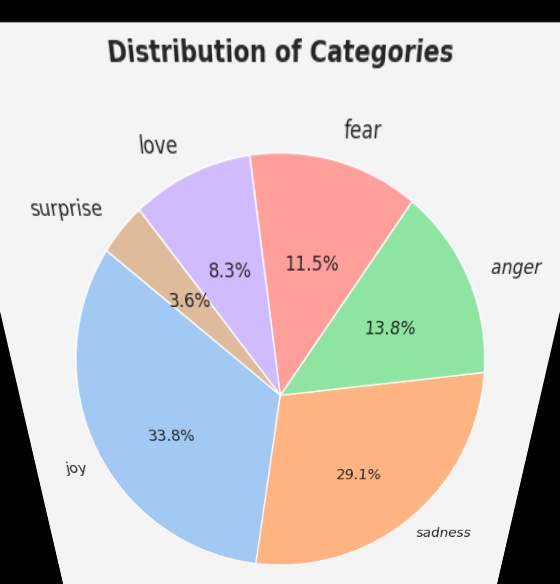 Distribution of Categories
fear
love
surprise
anger
8.3%
11.5%
3.6%
13.8%
33.8%
joy
29.1%
sadness